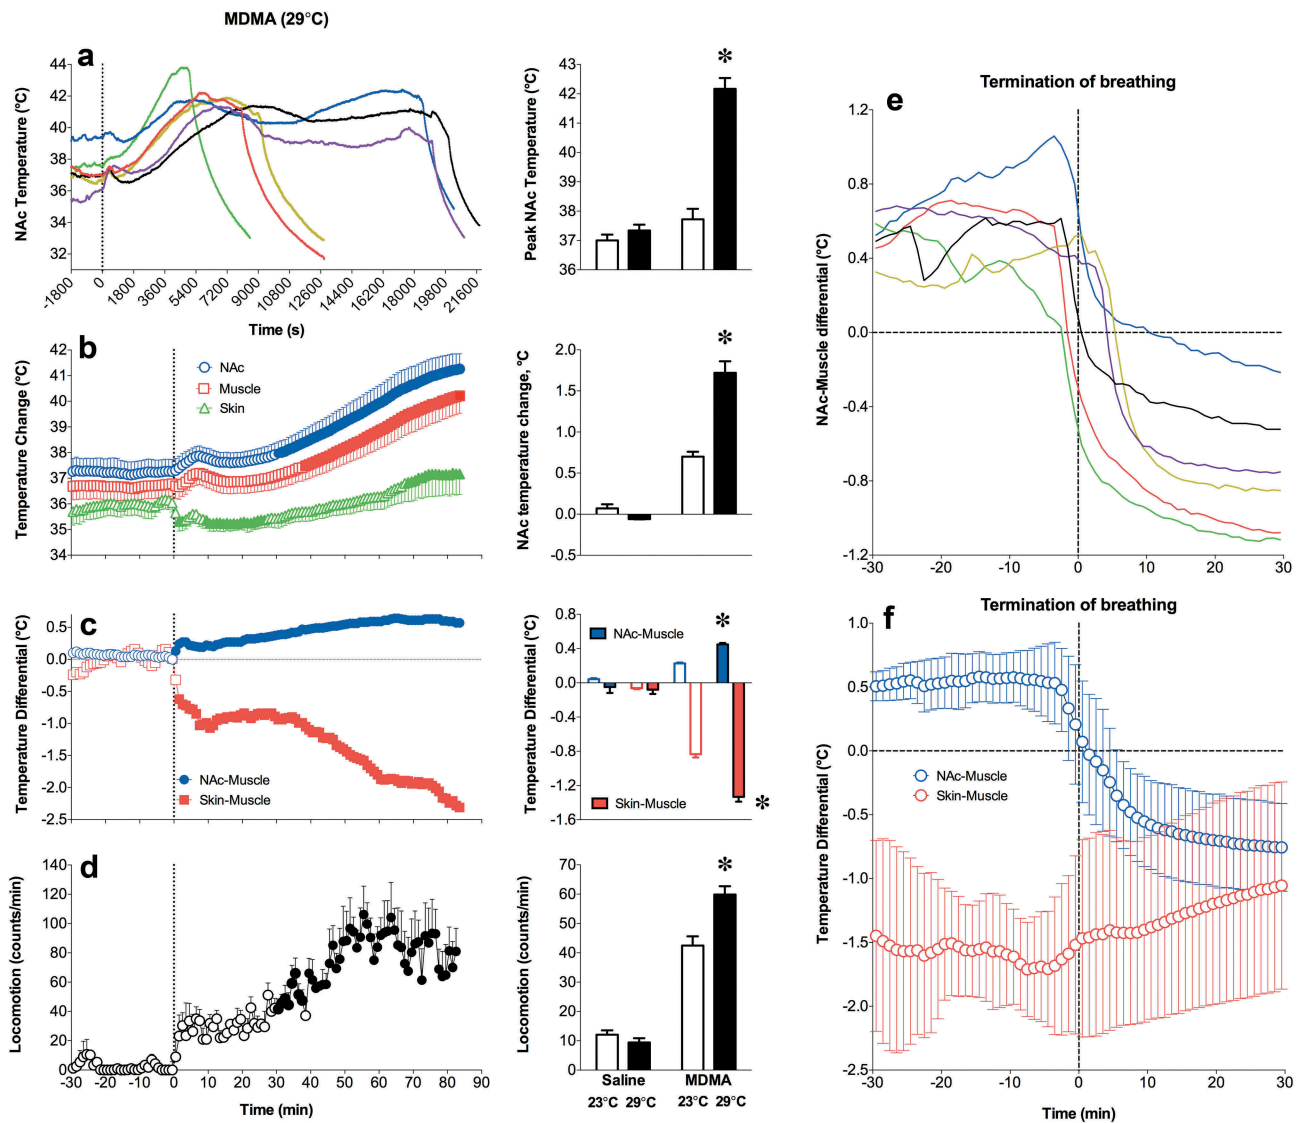 MDMA (29°C)
a
NAc Temperature (°C)
44
42
40
38
36
34
32
-1800
0
1800
3600
5400
7200
9000
10800
12600
14400
16200
18000
19800
21600
Time (s)
Peak NAc Temperature (°C)
43
42
41
40
39
38
37
36
*
b
Temperature Change (°C)
42
41
40
39
38
37
36
35
34
NAc
Muscle
Skin
NAc temperature change, °C
2.0
1.5
1.0
0.5
0.0
-0.5
*
c
Temperature Differential (°C)
0.5
0.0
-0.5
-1.0
-1.5
-2.0
-2.5
NAc-Muscle
Skin-Muscle
Temperature Differential (°C)
0.8
0.4
0.0
-0.4
-0.8
-1.2
-1.6
NAc-Muscle
Skin-Muscle
*
*
d
Locomotion (counts/min)
140
120
100
80
60
40
20
0
-30 -20 -10 0 10 20 30 40 50 60 70 80 90
Time (min)
Locomotion (counts/min)
70
60
50
40
30
20
10
0
*
Saline MDMA
23°C 29°C 23°C 29°C
e
Termination of breathing
NAc-Muscle differential (°C)
1.2
0.8
0.4
0.0
-0.4
-0.8
-1.2
-30 -20 -10 0 10 20 30
f
Termination of breathing
Temperature Differential (°C)
1.0
0.5
0.0
-0.5
-1.0
-1.5
-2.0
-2.5
NAc-Muscle
Skin-Muscle
-30 -20 -10 0 10 20 30
Time (min)